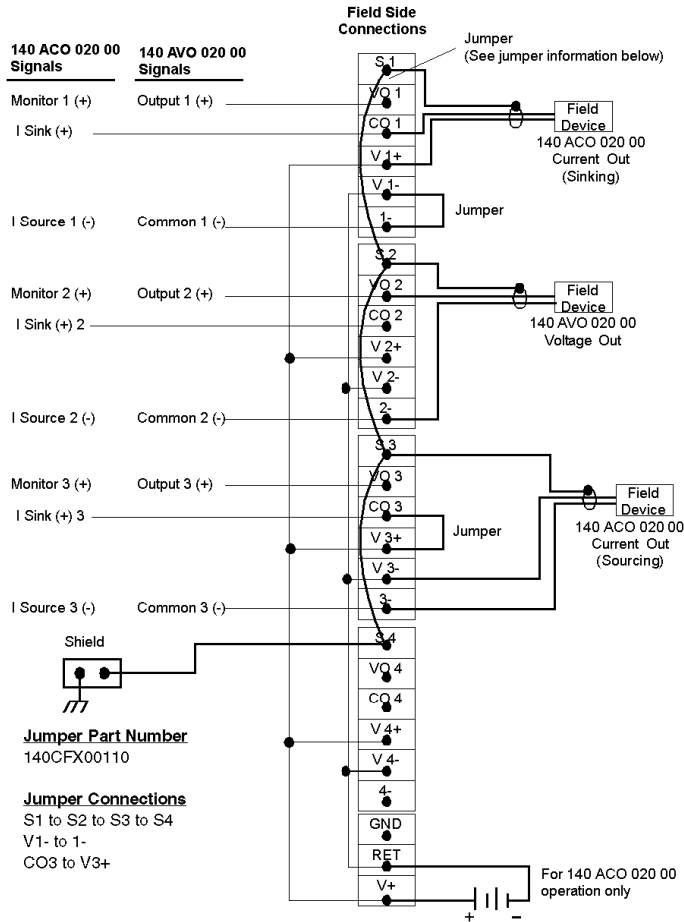 Field Side
Connections
140 ACO 020 00
Signals
140 AVO 020 00
Signals
Jumper
(See jumper information below)
S 1
Monitor 1 (+)
Output 1 (+)
VO 1
I Sink (+)
CO 1
Field
Device
140 ACO 020 00
Current Out
(Sinking)
V 1+
V 1-
Jumper
I Source 1 (-)
Common 1 (-)
1-
S 2
Monitor 2 (+)
Output 2 (+)
VO 2
Field
Device
140 AVO 020 00
Voltage Out
I Sink (+) 2
CO 2
V 2+
V 2-
I Source 2 (-)
Common 2 (-)
2-
S 3
Monitor 3 (+)
Output 3 (+)
VO 3
Field
Device
140 ACO 020 00
Current Out
(Sourcing)
I Sink (+) 3
CO 3
Jumper
V 3+
V 3-
I Source 3 (-)
Common 3 (-)
3-
Shield
S 4
VO 4
CO 4
V 4+
V 4-
4-
GND
RET
V+
Jumper Part Number
140CFX00110
Jumper Connections
S1 to S2 to S3 to S4
V1- to 1-
CO3 to V3+
For 140 ACO 020 00
operation only
+ −